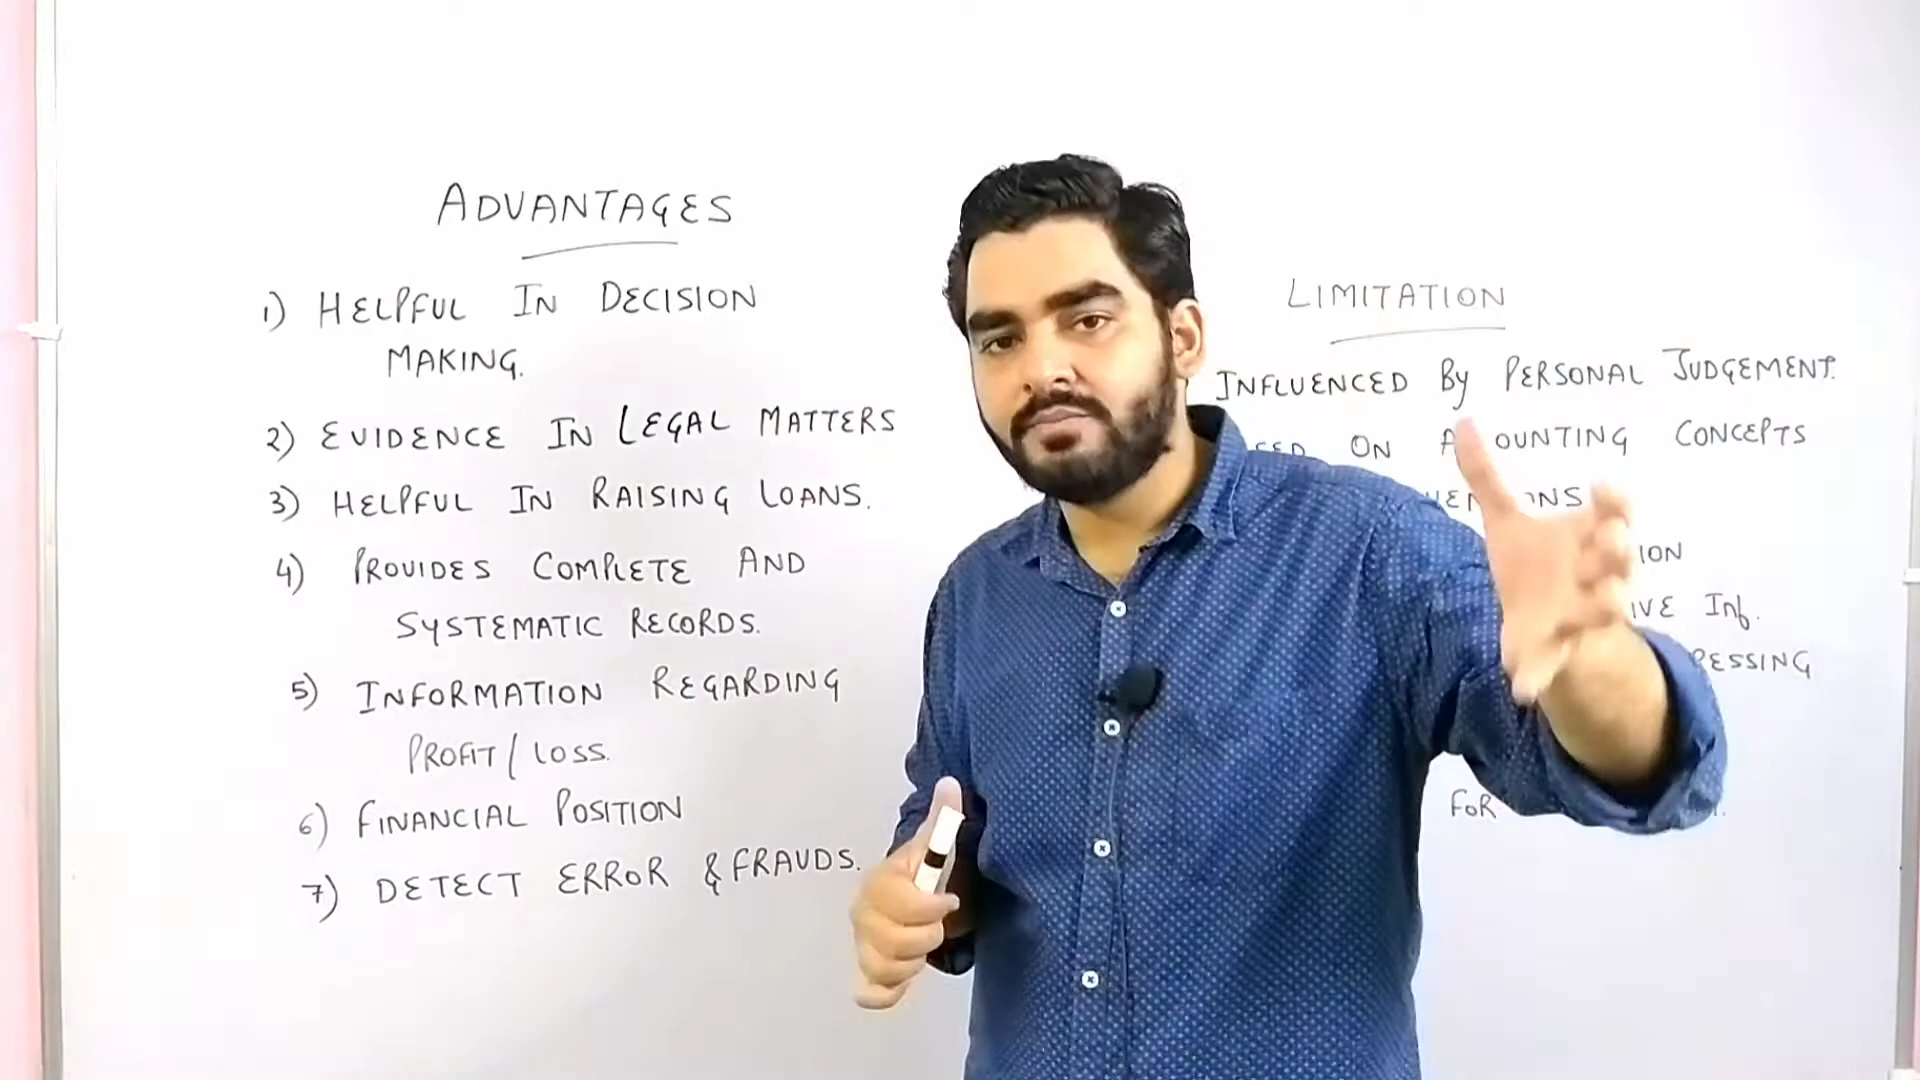 ADVANTAGES
1) HELPFUL IN DECISION
MAKING.
2) EVIDENCE IN LEGAL MATTERS
3) HELPFUL IN RAISING LOANS.
4) PROVIDES COMPLETE AND
SYSTEMATIC RECORDS.
5) INFORMATION REGARDING
PROFIT/LOSS.
6) FINANCIAL POSITION
7) DETECT ERROR & FRAUDS.
LIMITATION
INFLUENCED By PERSONAL JUDGEMENT.
ON CONCEPTS
Inf.
FOR